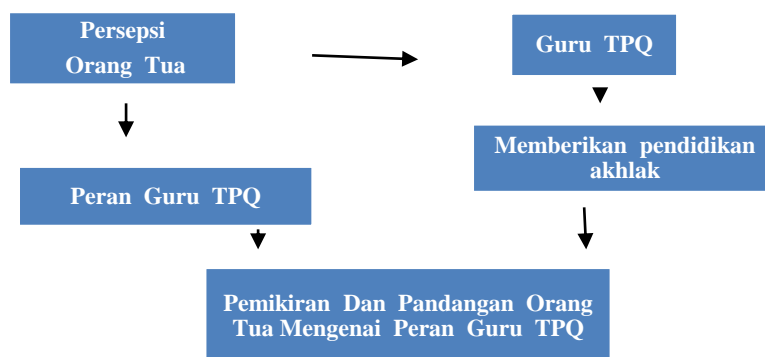 Persepsi
Orang Tua
Guru TPQ
Memberikan pendidikan
akhlak
Peran Guru TPQ
Pemikiran Dan Pandangan Orang
Tua Mengenai Peran Guru TPQ